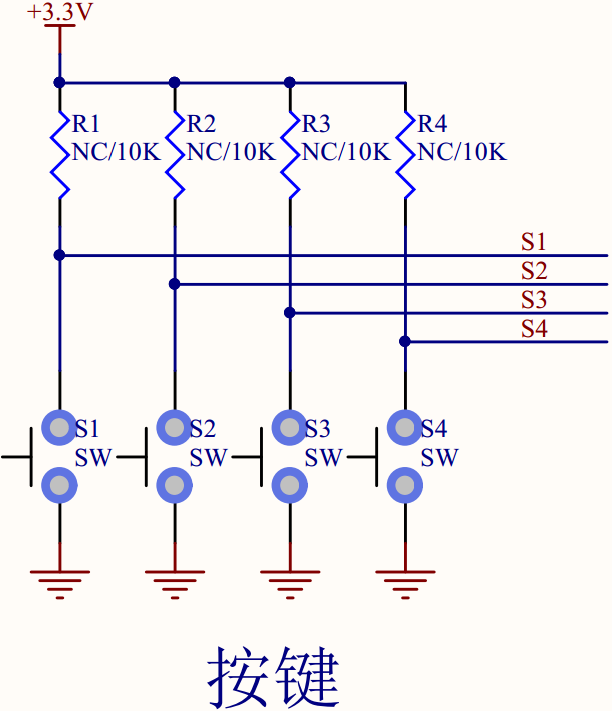 +3.3V
R1
NC/10K
R2
NC/10K
R3
NC/10K
R4
NC/10K
S1
S2
S3
S4
S1
SW
S2
SW
S3
SW
S4
SW
按键